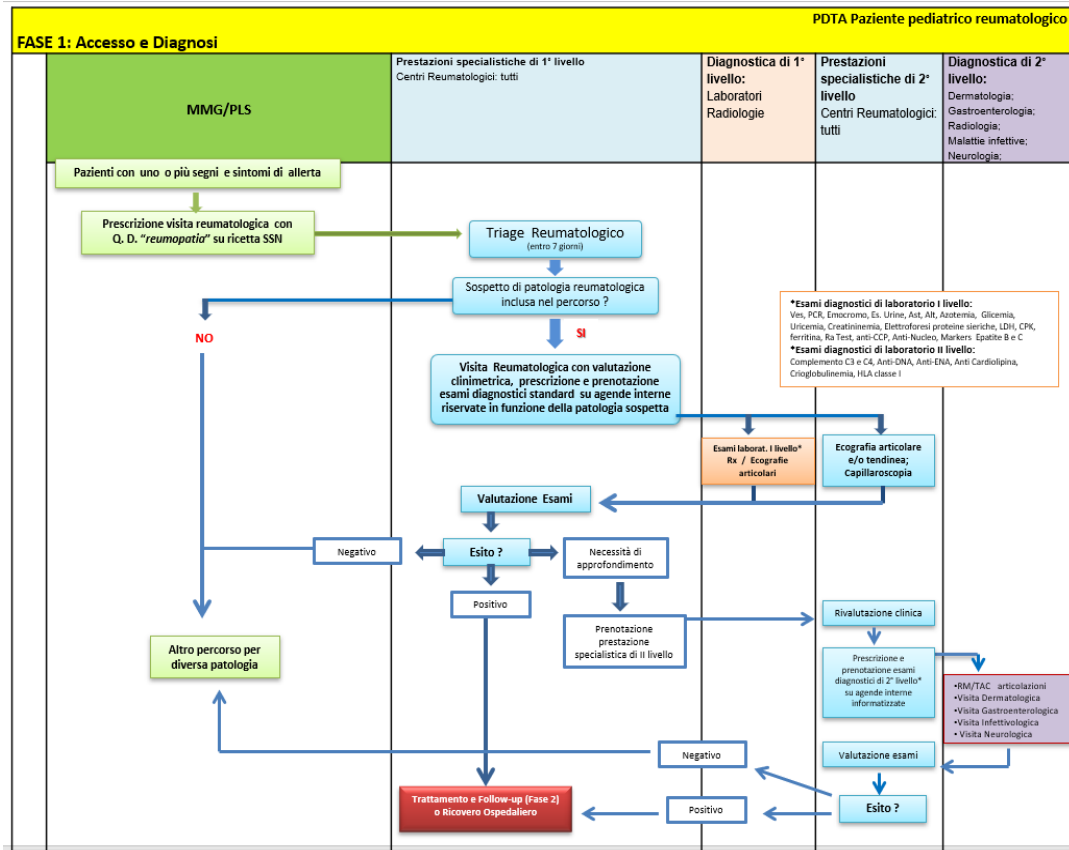 PDTA Paziente pediatrico reumatologico
FASE 1: Accesso e Diagnosi
MMG/PLS
Prestazioni specialistiche di 1° livello
Centri Reumatologici: tutti
Diagnostica di 1°
livello:
Laboratori
Radiologie
Prestazioni
specialistiche di 2°
livello
Centri Reumatologici:
tutti
Diagnostica di 2°
livello:
Dermatologia;
Gastroenterologia;
Radiologia;
Malattie infettive;
Neurologia;
Pazienti con uno o più segni e sintomi di allerta
Prescrizione visita reumatologica con
Q. D. “reumopatia” su ricetta SSN
Triage Reumatologico
(entro 7 giorni)
Sospetto di patologia reumatologica
inclusa nel percorso ?
NO
SI
*Esami diagnostici di laboratorio I livello:
Ves, PCR, Emocromo, Es. Urine, Ast, Alt, Azotemia, Glicemia,
Uricemia, Creatininemia, Elettroforesi proteine sieriche, LDH, CPK,
ferritina, Ra Test, anti-CCP, Anti-Nucleo, Markers Epatite B e C
*Esami diagnostici di laboratorio II livello:
Complemento C3 e C4, Anti-DNA, Anti-ENA, Anti Cardiolipina,
Crioglobulinemia, HLA classe I
Visita Reumatologica con valutazione
clinimetrica, prescrizione e prenotazione
esami diagnostici standard su agende interne
riservate in funzione della patologia sospetta
Esami laborat. I livello*
Rx / Ecografie
articolari
Ecografia articolare
e/o tendinea;
Capillaroscopia
Valutazione Esami
Negativo
Esito ?
Necessità di
approfondimento
Positivo
Prenotazione
prestazione
specialistica di II livello
Rivalutazione clinica
Altro percorso per
diversa patologia
Prescrizione e
prenotazione esami
diagnostici di 2° livello*
su agende interne
informatizzate
•RM/TAC articolazioni
•Visita Dermatologica
•Visita Gastroenterologica
•Visita Infettivologica
• Visita Neurologica
Negativo
Valutazione esami
Trattamento e Follow-up (Fase 2)
o Ricovero Ospedaliero
Positivo
Esito ?